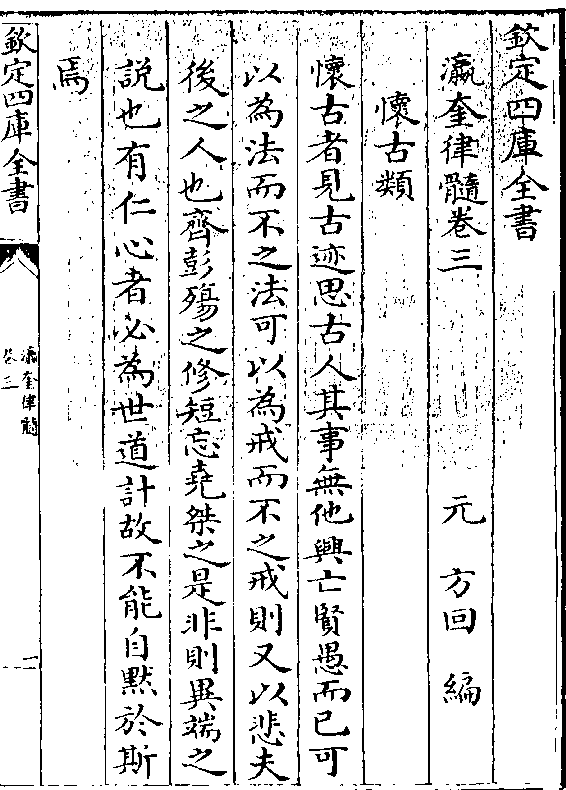 欽定四庫全書
瀛奎律髓卷三
元 方回 編
懷古類
懷古者見古迹思古人其事無他興亡賢愚而已可
以為法而不之法可以為戒而不之戒則又以悲夫
後之人也齊彭殤之修短忘堯桀之是非則異端之
説也有仁心者必為世道計故不能自黙於斯
焉
欽定四庫全書
瀛奎律髓
卷三
一